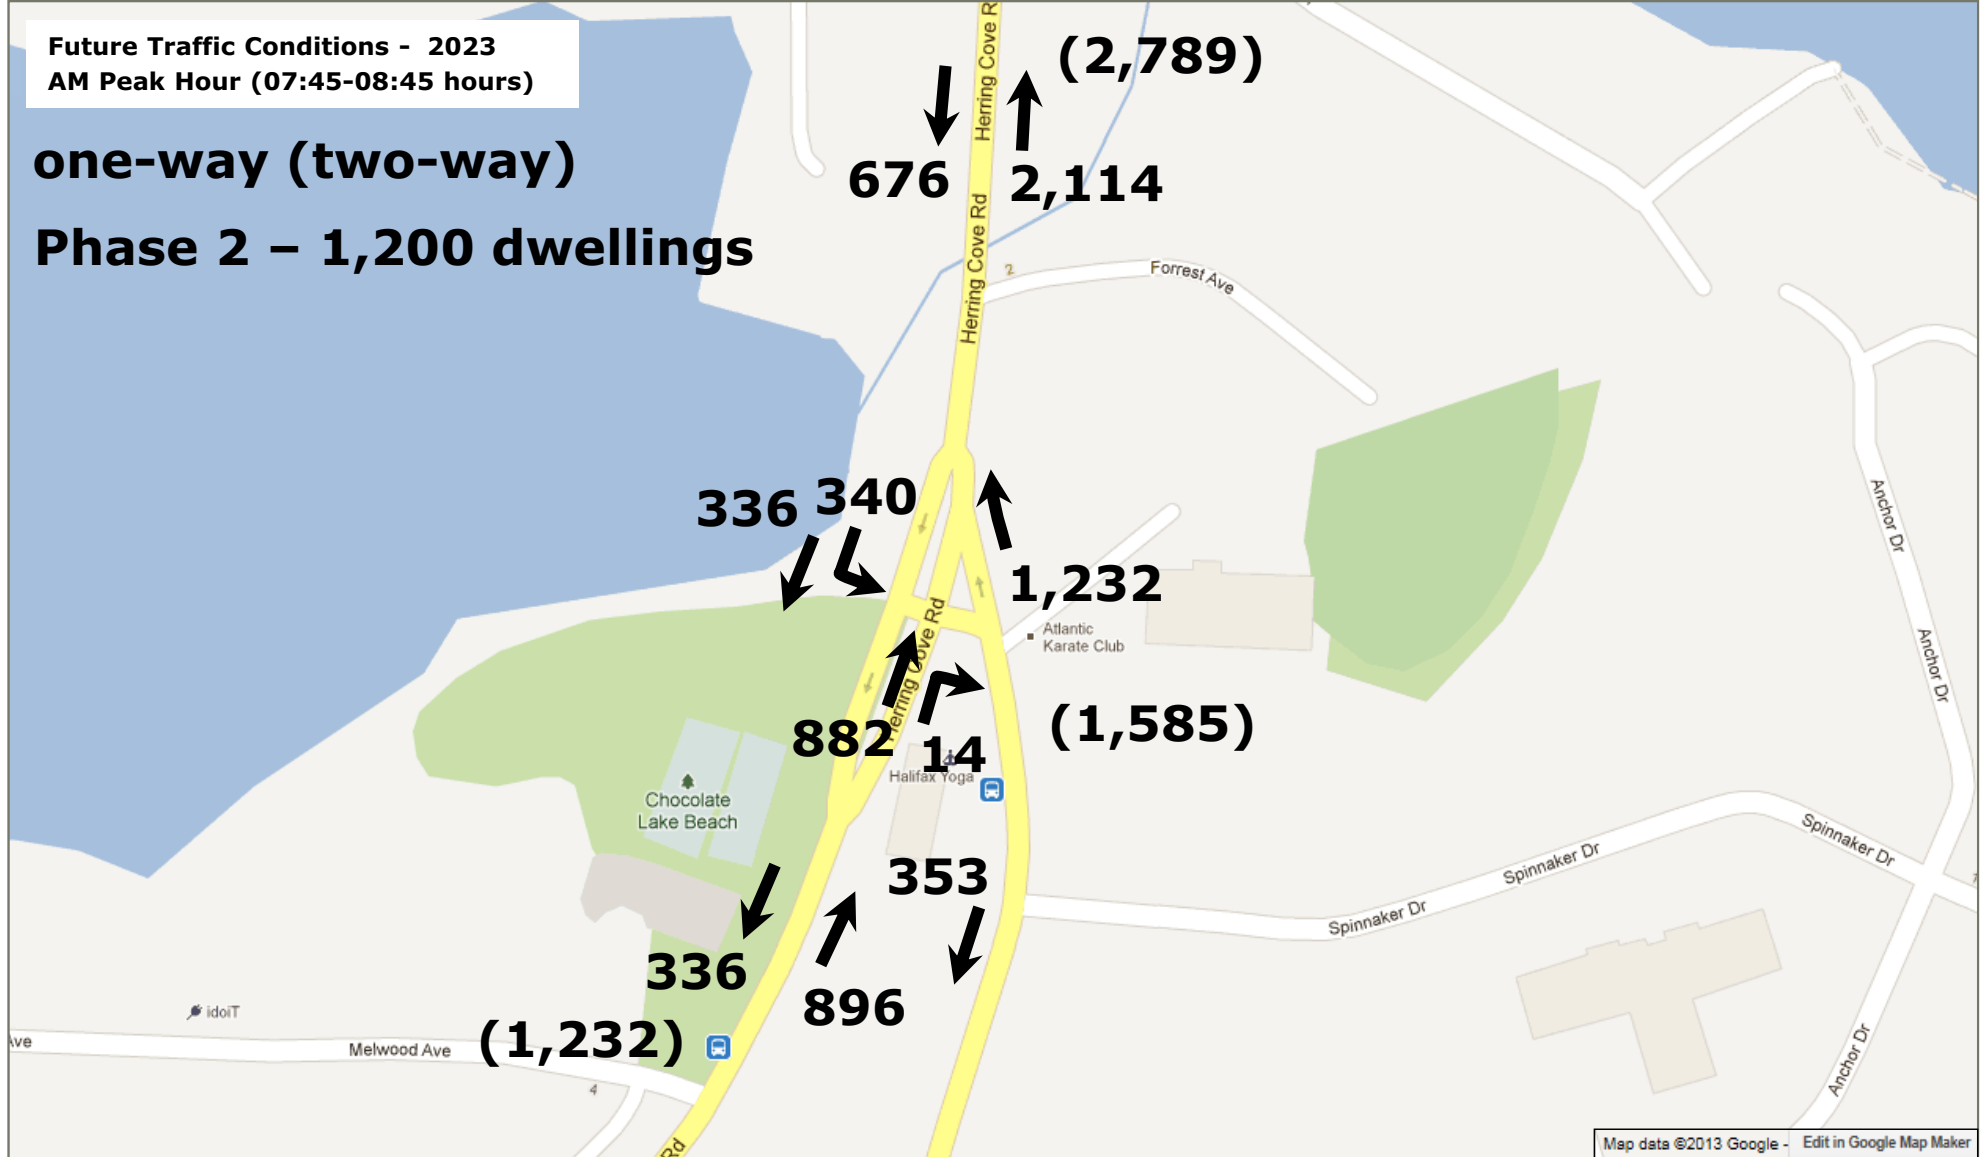 Future Traffic Conditions - 2023
AM Peak Hour (07:45-08:45 hours)
one-way (two-way)
Phase 2 – 1,200 dwellings
Herring Cove R
(2,789)
676
2,114
Herring Cove Rd
2
Forrest Ave
336
340
1,232
Atlantic
Karate Club
Herring Cove Rd
882
14
(1,585)
Halifax Yoga
Chocolate
Lake Beach
353
336
896
(1,232)
idoiT
Ave
Melwood Ave
4
Rd
Spinnaker Dr
Spinnaker Dr
Spinnaker Dr
Anchor Dr
Anchor Dr
Anchor Dr
Map data ©2013 Google -
Edit in Google Map Maker